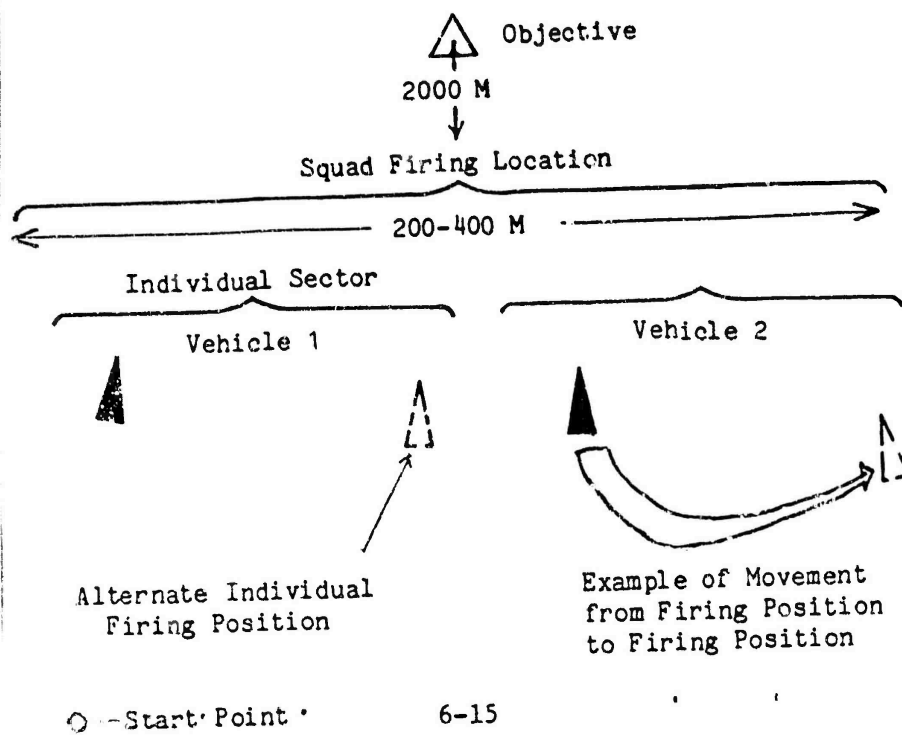 Objective
2000 M
Squad Firing Location
200-400 M
Individual Sector
Vehicle 1
Vehicle 2
Alternate Individual
Firing Position
Example of Movement
from Firing Position
to Firing Position
-Start Point
6-15